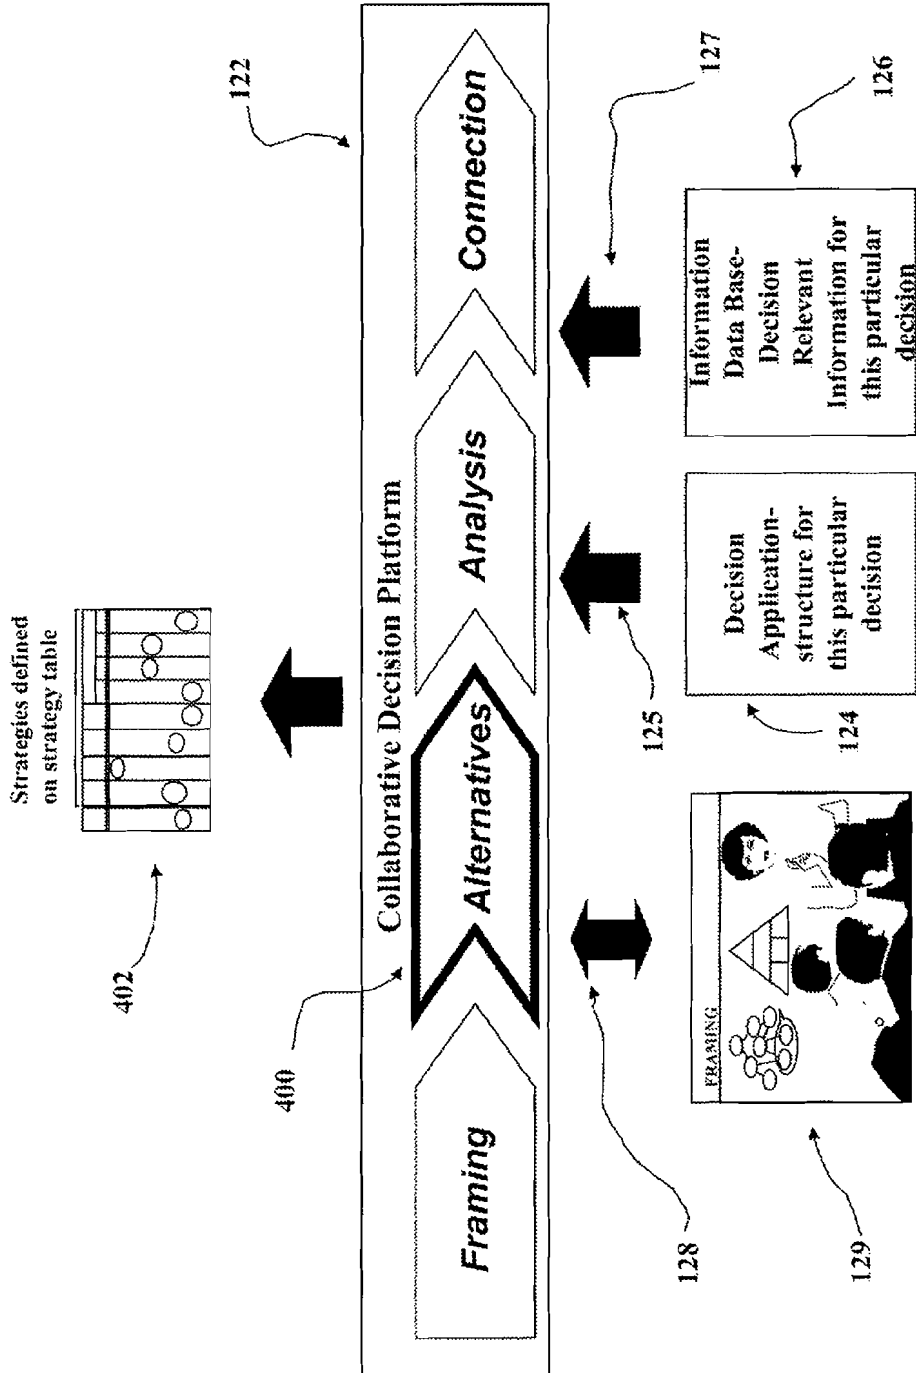 Strategies defined
on strategy table
402
122
Collaborative Decision Platform
400
Framing
Alternatives
Analysis
Connection
128
125
127
129
FRAMING
124
Decision
Application-
structure for
this particular
decision
126
Information
Data Base-
Decision
Relevant
Information for
this particular
decision